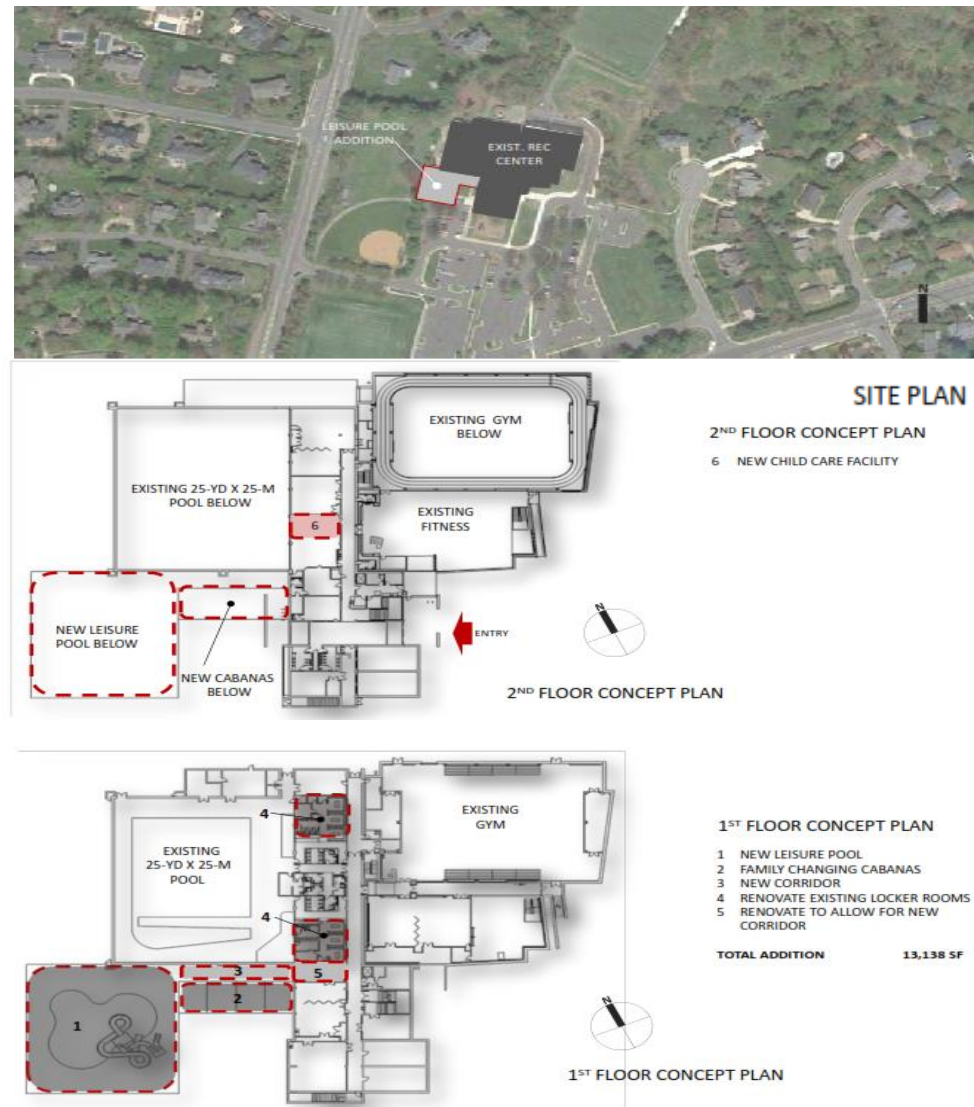 LEISURE POOL
ADDITION
EXIST. REC
CENTER
SITE PLAN
2ND FLOOR CONCEPT PLAN
6 NEW CHILD CARE FACILITY
EXISTING GYM
BELOW
EXISTING 25-YD X 25-M
POOL BELOW
EXISTING
FITNESS
6
NEW LEISURE
POOL BELOW
NEW CABANAS
BELOW
ENTRY
N
2ND FLOOR CONCEPT PLAN
EXISTING
GYM
4
EXISTING
25-YD X 25-M
POOL
4
3
5
2
1
1ST FLOOR CONCEPT PLAN
1 NEW LEISURE POOL
2 FAMILY CHANGING CABANAS
3 NEW CORRIDOR
4 RENOVATE EXISTING LOCKER ROOMS
5 RENOVATE TO ALLOW FOR NEW
CORRIDOR
TOTAL ADDITION 13,138 SF
N
1ST FLOOR CONCEPT PLAN